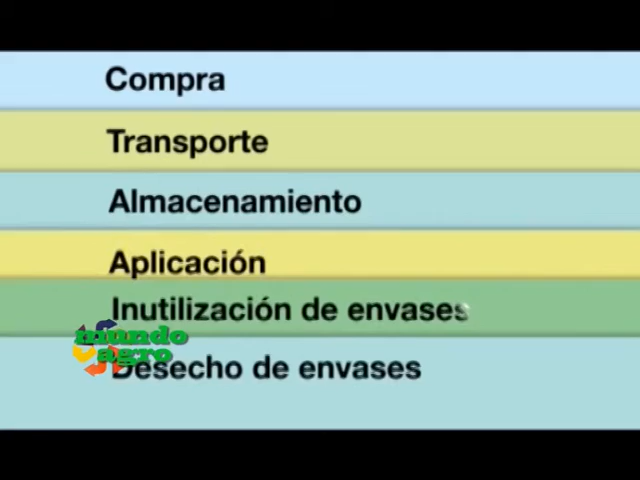 Compra
Transporte
Almacenamiento
Aplicación
Inutilización de envases
mundo
agro
Desecho de envases